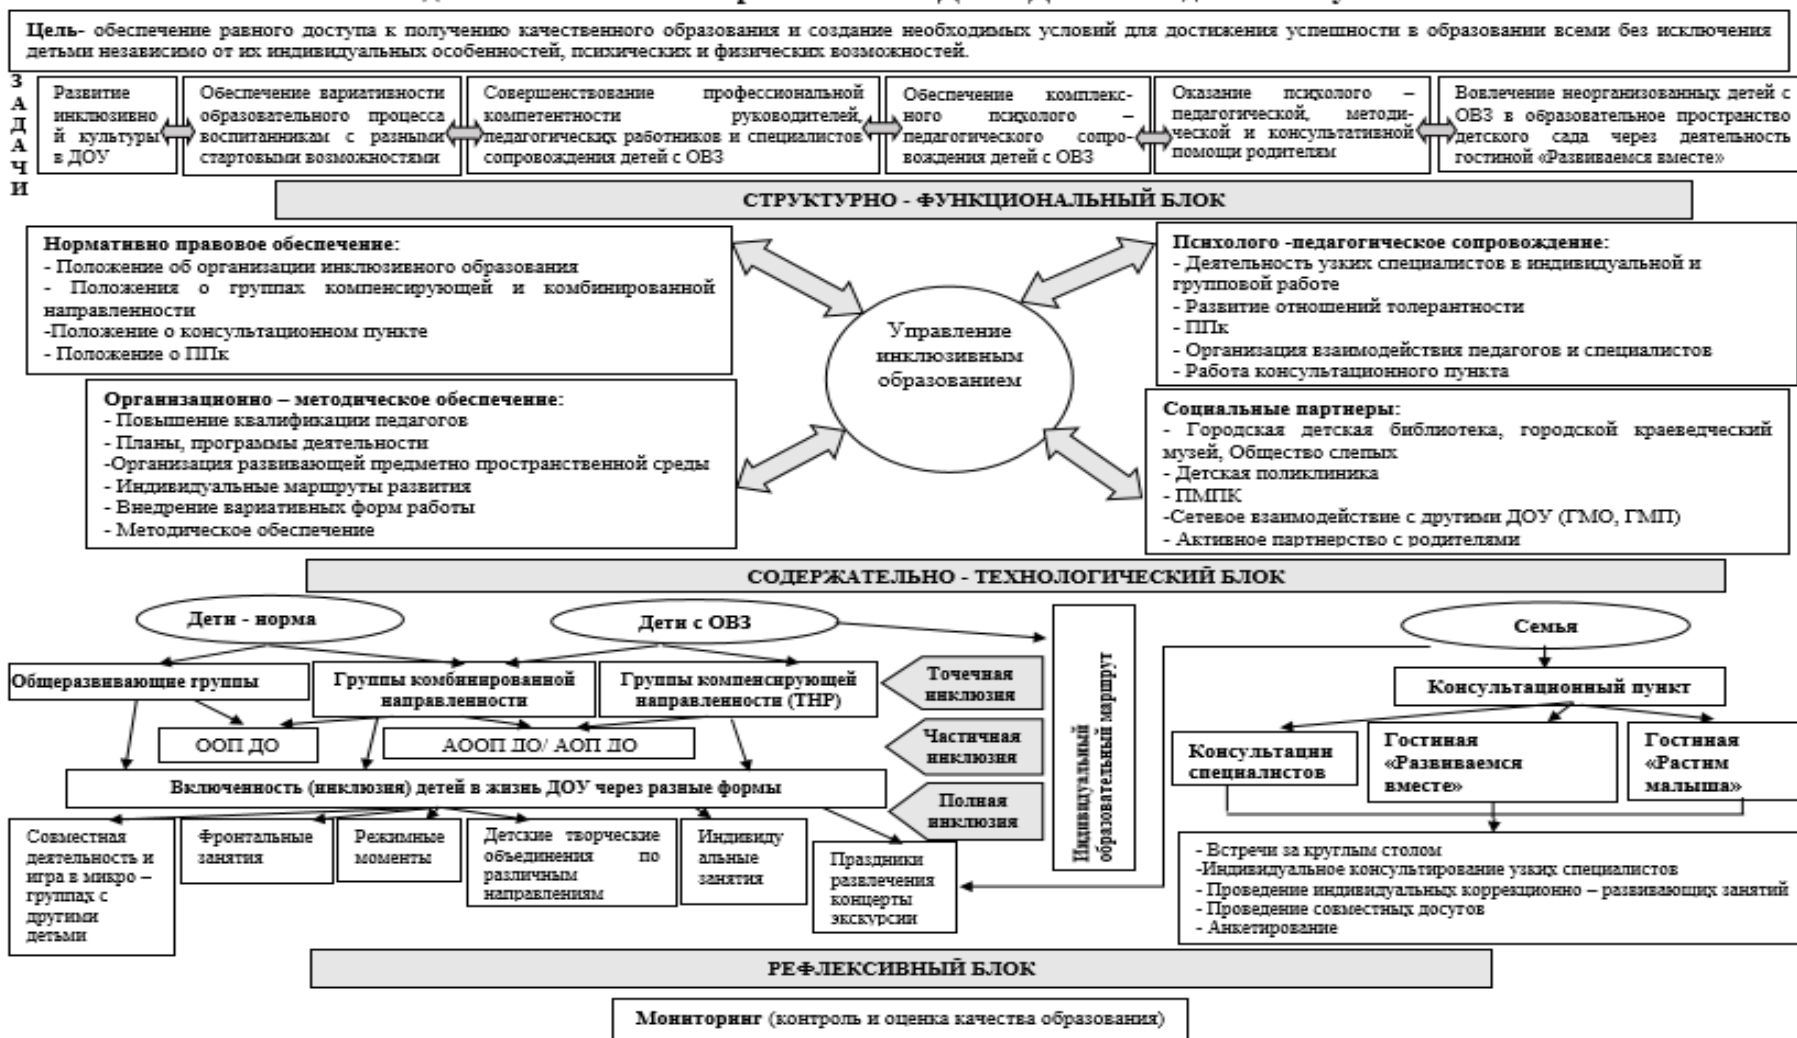 Цель- обеспечение равного доступа к получению качественного образования и создание необходимых условий для достижения успешности в образовании всеми без исключения
детьми независимо от их индивидуальных особенностей, психических и физических возможностей.
ЗАДАЧИ
Развитие
инклюзивно
й культуры
в ДОУ
Обеспечение вариативности
образовательного процесса
воспитанникам с разными
стартовыми возможностями
Совершенствование профессиональной
компетентности руководителей,
педагогических работников и специалистов
сопровождения детей с ОВЗ
Обеспечение комплекс-
ного психолого –
педагогического сопро-
вождения детей с ОВЗ
Оказание психолого –
педагогической, методи-
ческой и консультативной
помощи родителям
Вовлечение неорганизованных детей с
ОВЗ в образовательное пространство
детского сада через деятельность
гостиной «Развиваемся вместе»
СТРУКТУРНО - ФУНКЦИОНАЛЬНЫЙ БЛОК
Нормативно правовое обеспечение:
- Положение об организации инклюзивного образования
- Положения о группах компенсирующей и комбинированной
направленности
-Положение о консультационном пункте
- Положение о ППк
Управление
инклюзивным
образованием
Психолого -педагогическое сопровождение:
- Деятельность узких специалистов в индивидуальной и
групповой работе
- Развитие отношений толерантности
- ППк
- Организация взаимодействия педагогов и специалистов
- Работа консультационного пункта
Организационно – методическое обеспечение:
- Повышение квалификации педагогов
- Планы, программы деятельности
-Организация развивающей предметно пространственной среды
- Индивидуальные маршруты развития
- Внедрение вариативных форм работы
- Методическое обеспечение
Социальные партнеры:
- Городская детская библиотека, городской краеведческий
музей, Общество слепых
- Детская поликлиника
- ПМПК
-Сетевое взаимодействие с другими ДОУ (ГМО, ГМП)
- Активное партнерство с родителями
СОДЕРЖАТЕЛЬНО - ТЕХНОЛОГИЧЕСКИЙ БЛОК
Дети - норма
Дети с ОВЗ
Семья
Общеразвивающие группы
Группы комбинированной
направленности
Группы компенсирующей
направленности (ТНР)
Точечная
инклюзия
Частичная
инклюзия
Полная
инклюзия
Индивидуальный
образовательный маршрут
ООП ДО
АООП ДО/ АОП ДО
Включенность (инклюзия) детей в жизнь ДОУ через разные формы
Совместная
деятельность и
игра в микро –
группах с
другими
детьми
Фронтальные
занятия
Режимные
моменты
Детские творческие
объединения по
различным
направлениям
Индивиду
альные
занятия
Праздники
развлечения
концерты
экскурсии
Консультационный пункт
Консультации
специалистов
Гостиная
«Развиваемся
вместе»
Гостиная
«Растим
малыша»
- Встречи за круглым столом
-Индивидуальное консультирование узких специалистов
- Проведение индивидуальных коррекционно – развивающих занятий
- Проведение совместных досугов
- Анкетирование
РЕФЛЕКСИВНЫЙ БЛОК
Мониторинг (контроль и оценка качества образования)